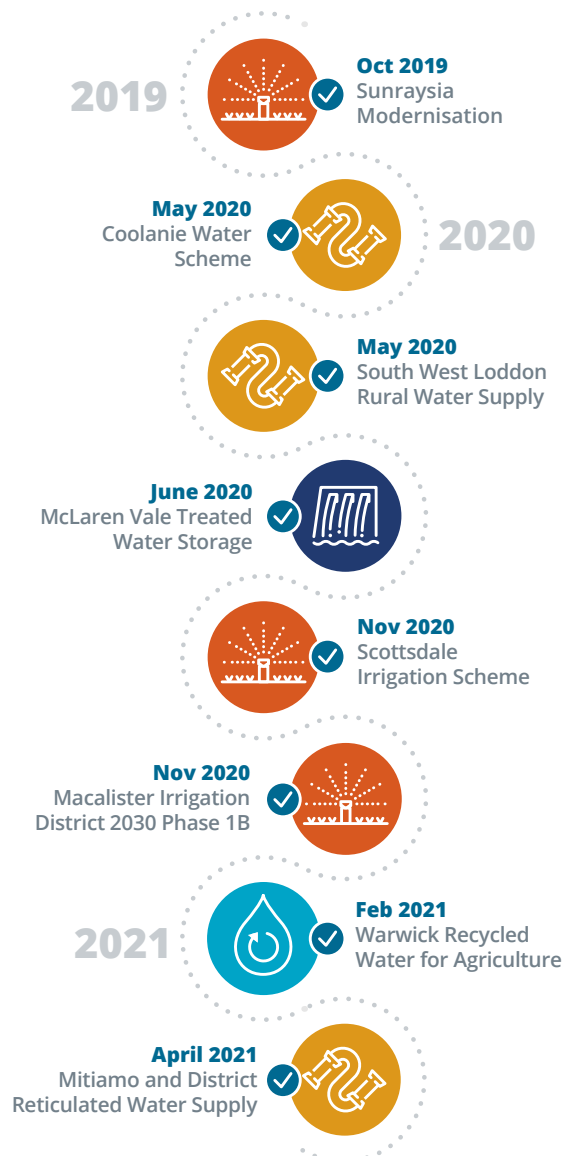 2019
Oct 2019
Sunraysia
Modernisation
May 2020
Coolanie Water
Scheme
2020
May 2020
South West Loddon
Rural Water Supply
June 2020
McLaren Vale Treated
Water Storage
Nov 2020
Scottsdale
Irrigation Scheme
Nov 2020
Macalister Irrigation
District 2030 Phase 1B
2021
Feb 2021
Warwick Recycled
Water for Agriculture
April 2021
Mitiamo and District
Reticulated Water Supply